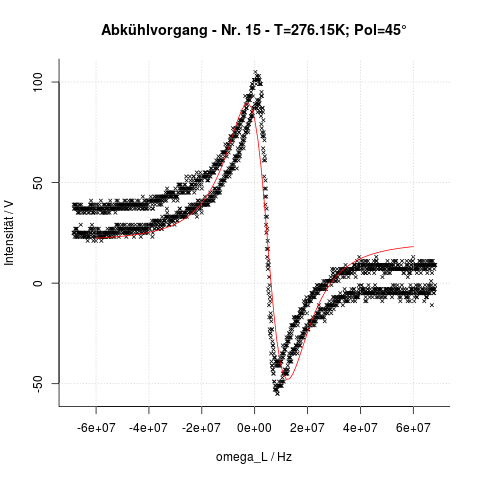 Abkühlvorgang - Nr. 15 - T=276.15K; Pol=45°
Intensität / V
100
50
0
-50
-6e+07 -4e+07 -2e+07 0e+00 2e+07 4e+07 6e+07
omega_L / Hz